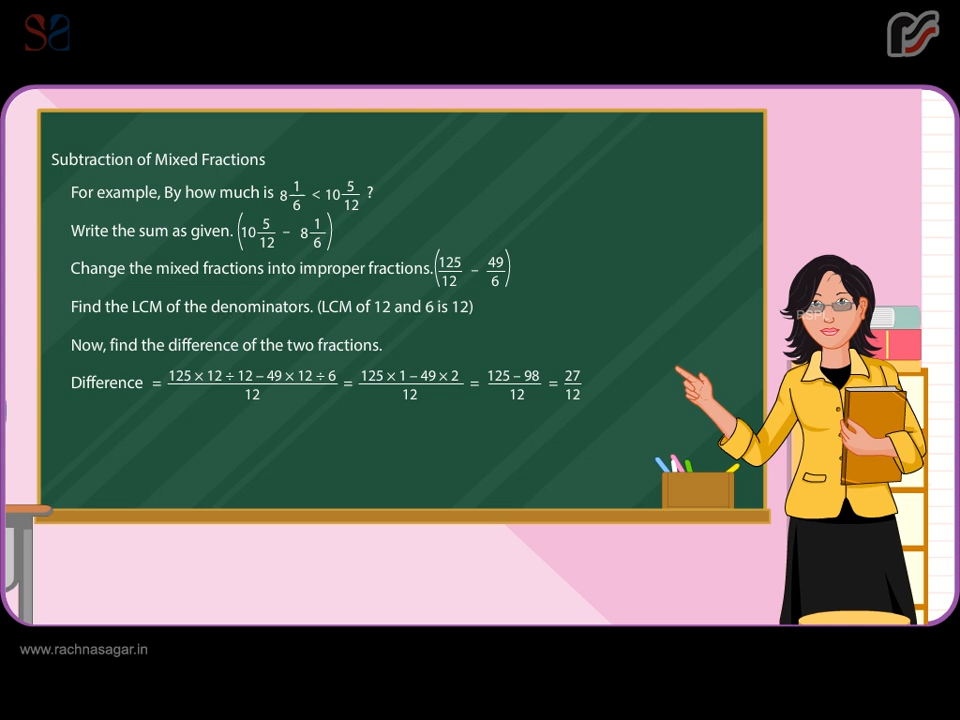 Subtraction of Mixed Fractions
For example, By how much is 8 1/6 < 10 5/12 ?
Write the sum as given. (10 5/12 – 8 1/6)
Change the mixed fractions into improper fractions. (125/12 – 49/6)
Find the LCM of the denominators. (LCM of 12 and 6 is 12)
Now, find the difference of the two fractions.
Difference = (125 × 12 ÷ 12 – 49 × 12 ÷ 6)/12 = (125 × 1 – 49 × 2)/12 = (125 – 98)/12 = 27/12
RSPL
www.rachnasagar.in